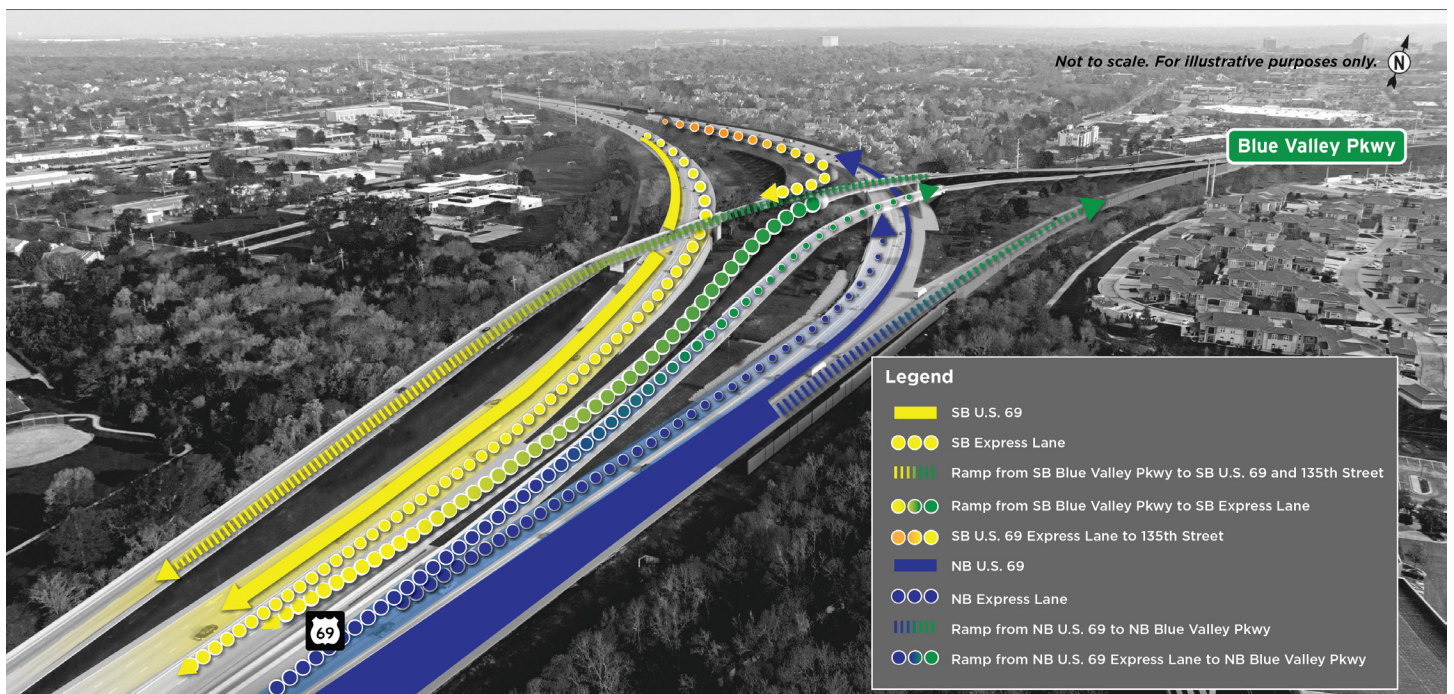 Not to scale. For illustrative purposes only.
N
Blue Valley Pkwy
69
Legend
SB U.S. 69
SB Express Lane
Ramp from SB Blue Valley Pkwy to SB U.S. 69 and 135th Street
Ramp from SB Blue Valley Pkwy to SB Express Lane
SB U.S. 69 Express Lane to 135th Street
NB U.S. 69
NB Express Lane
Ramp from NB U.S. 69 to NB Blue Valley Pkwy
Ramp from NB U.S. 69 Express Lane to NB Blue Valley Pkwy